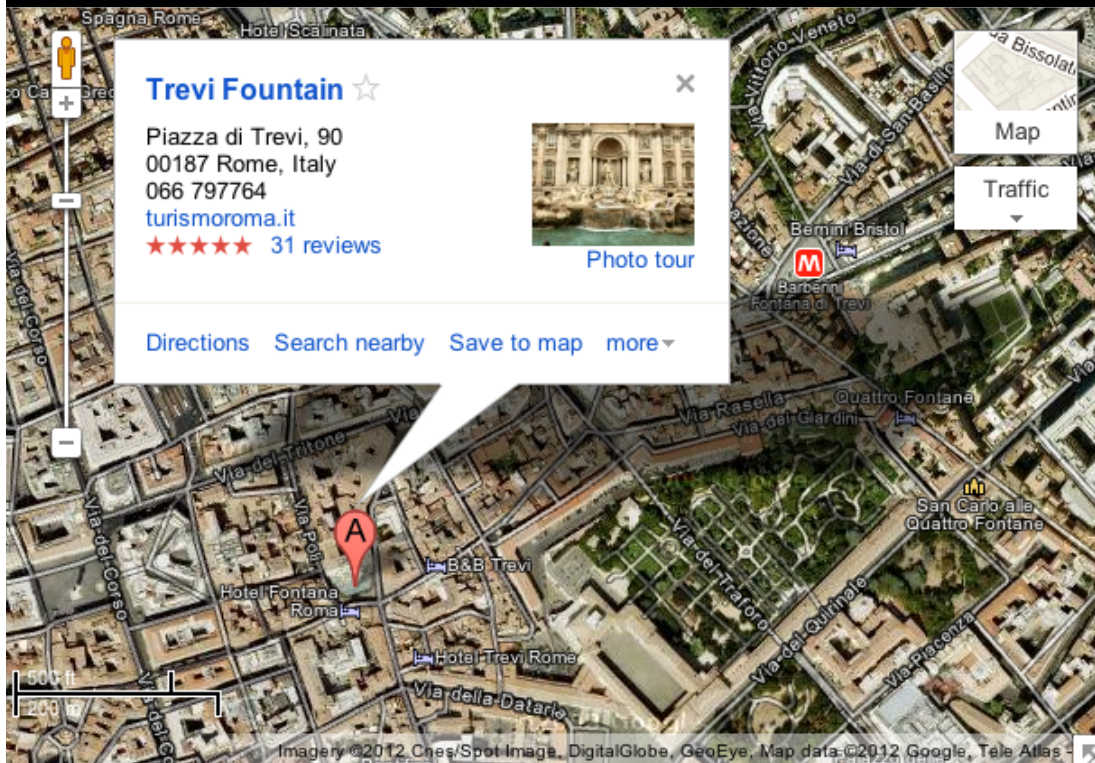 Spagna Rome
Hotel Scalinata
Trevi Fountain
Piazza di Trevi, 90
00187 Rome, Italy
066 797764
turismoroma.it
31 reviews
Photo tour
Directions Search nearby Save to map more
Map
Traffic
Via Vittorio Veneto
Via di San Basilio
Via del Corso
Bernini Bristol
M
Barberini
Fontana di Trevi
Via Rasella
Via dei Giardini
Quattro Fontane
Via del Tritone
Via Poli
A
San Carlo alle
Quattro Fontane
Via del Corso
B&B Trevi
Hotel Fontana
Roma
Via del Traforo
Via del Quirinale
Via Piacenza
Hotel Trevi Rome
Via della Dataria
500 ft
200 m
Imagery ©2012 Cnes/Spot Image, DigitalGlobe, GeoEye, Map data ©2012 Google, Tele Atlas -